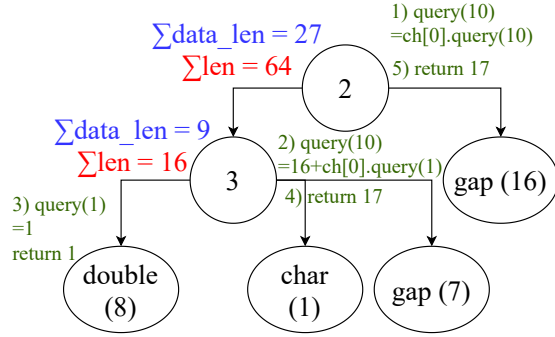 ∑data_len = 27
∑len = 64
1) query(10)
=ch[0].query(10)
5) return 17
2
∑data_len = 9
∑len = 16
2) query(10)
=16+ch[0].query(1)
4) return 17
3
gap (16)
3) query(1)
=1
return 1
double
(8)
char
(1)
gap (7)